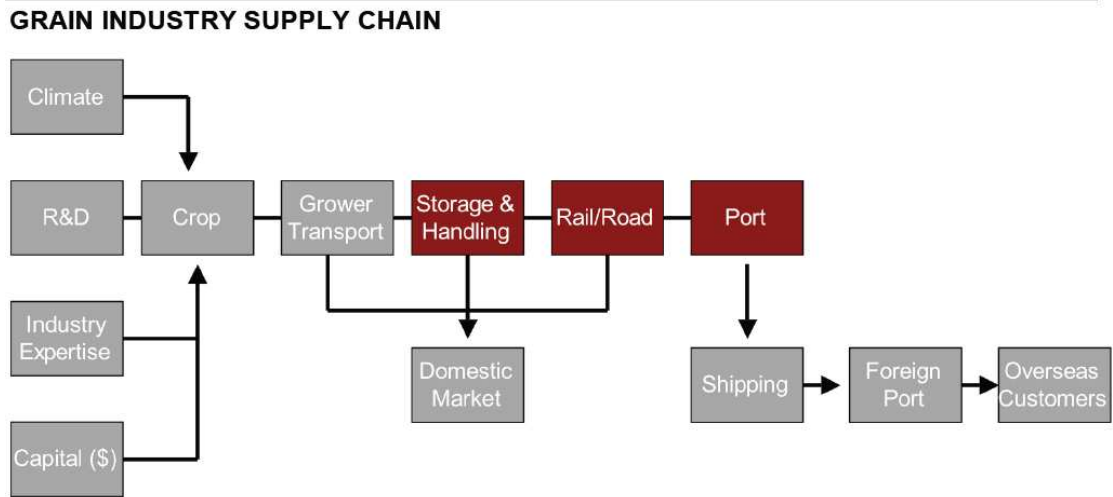 GRAIN INDUSTRY SUPPLY CHAIN
Climate
R&D
Crop
Grower
Transport
Storage &
Handling
Rail/Road
Port
Industry
Expertise
Domestic
Market
Shipping
Foreign
Port
Overseas
Customers
Capital ($)